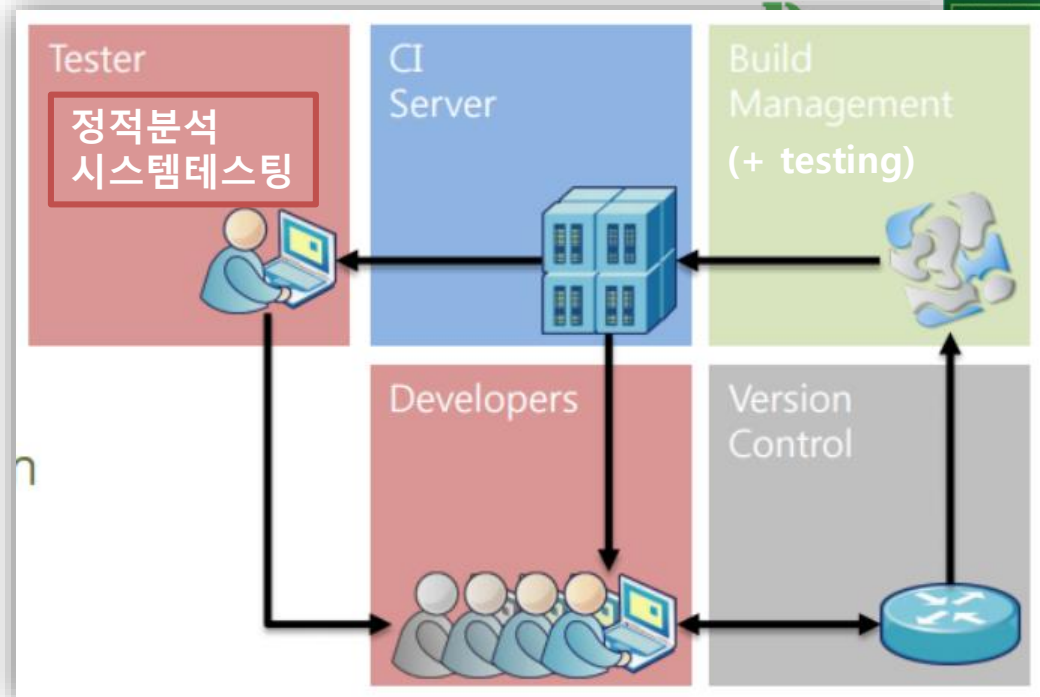 Tester
정적분석
시스템테스팅
CI
Server
Build
Management
(+ testing)
Developers
Version
Control
n